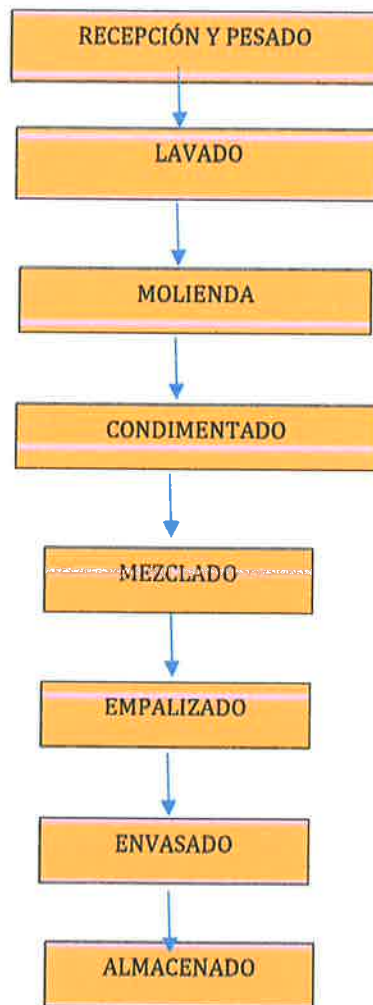 RECEPCIÓN Y PESADO
LAVADO
MOLIENDA
CONDIMENTADO
MEZCLADO
EMPALIZADO
ENVASADO
ALMACENADO